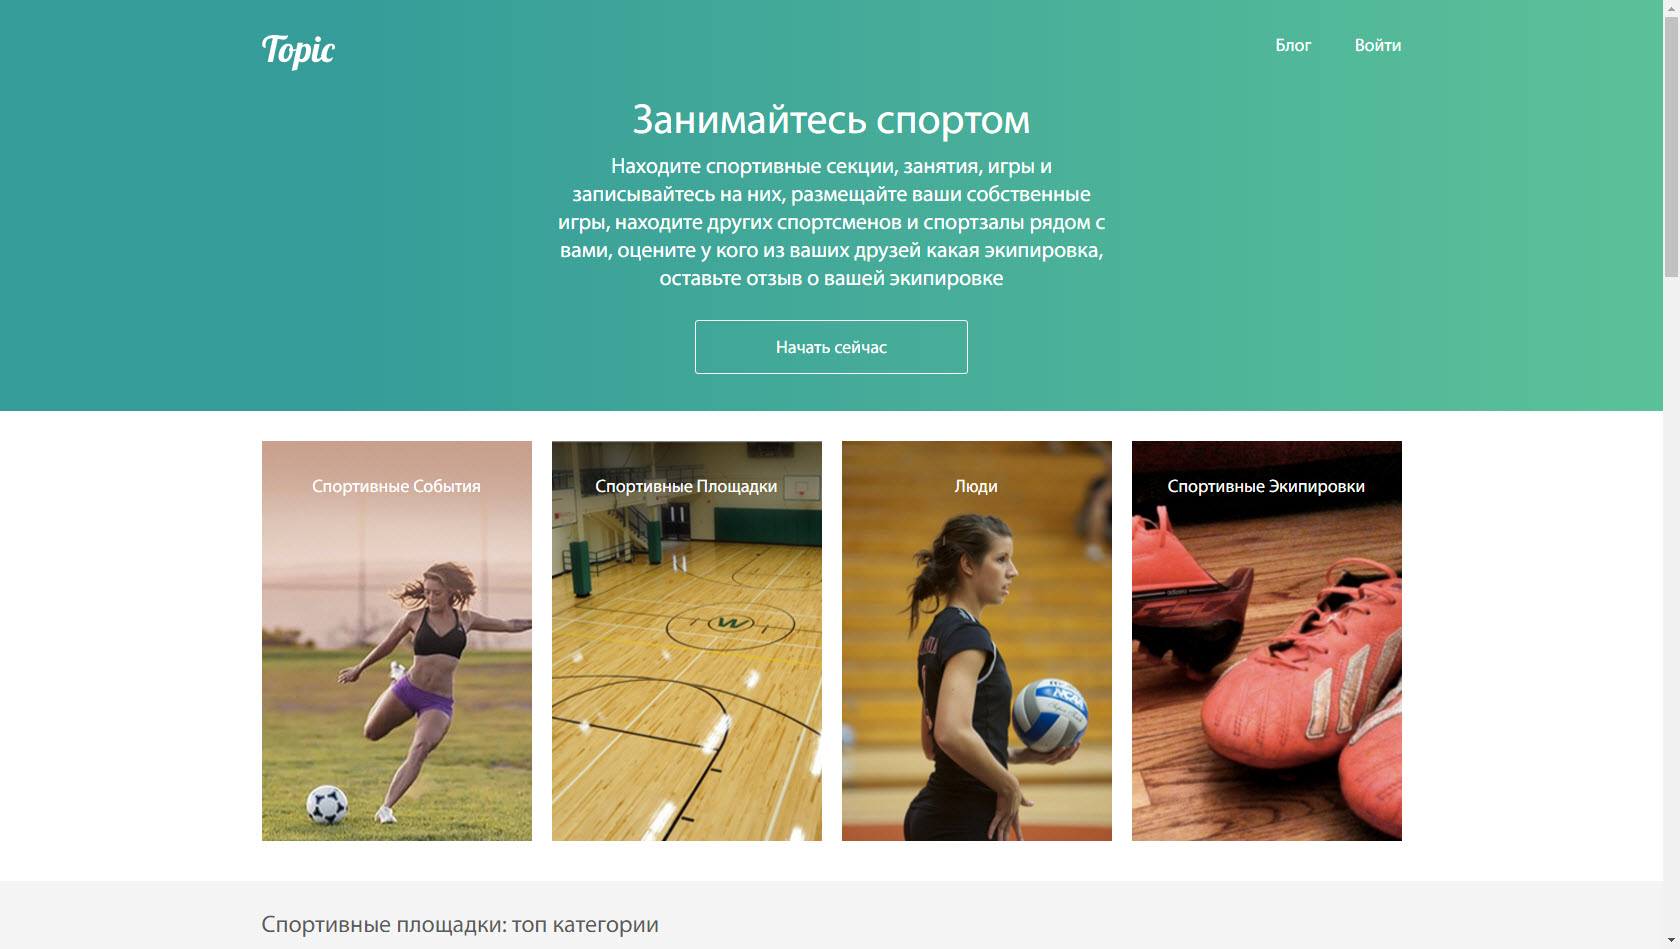 Topic
Блог
Войти
Занимайтесь спортом
Находите спортивные секции, занятия, игры и
записывайтесь на них, размещайте ваши собственные
игры, находите других спортсменов и спортзалы рядом с
вами, оцените у кого из ваших друзей какая экипировка,
оставьте отзыв о вашей экипировке
Начать сейчас
Спортивные События
Спортивные Площадки
Люди
Спортивные Экипировки
W
NCAA
adidas
Спортивные площадки: топ категории